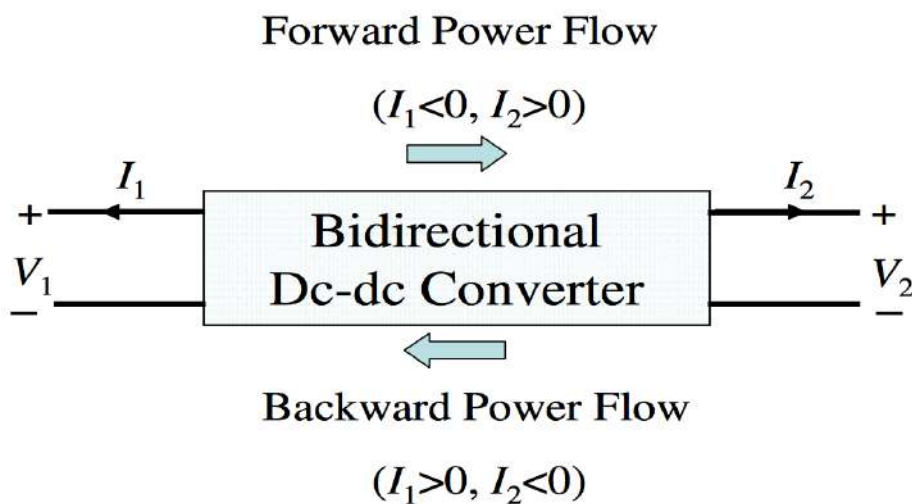 Forward Power Flow
(I₁<0, I₂>0)
I₁
I₂
+
+
Bidirectional
V₁
V₂
Dc-dc Converter
−
−
Backward Power Flow
(I₁>0, I₂<0)